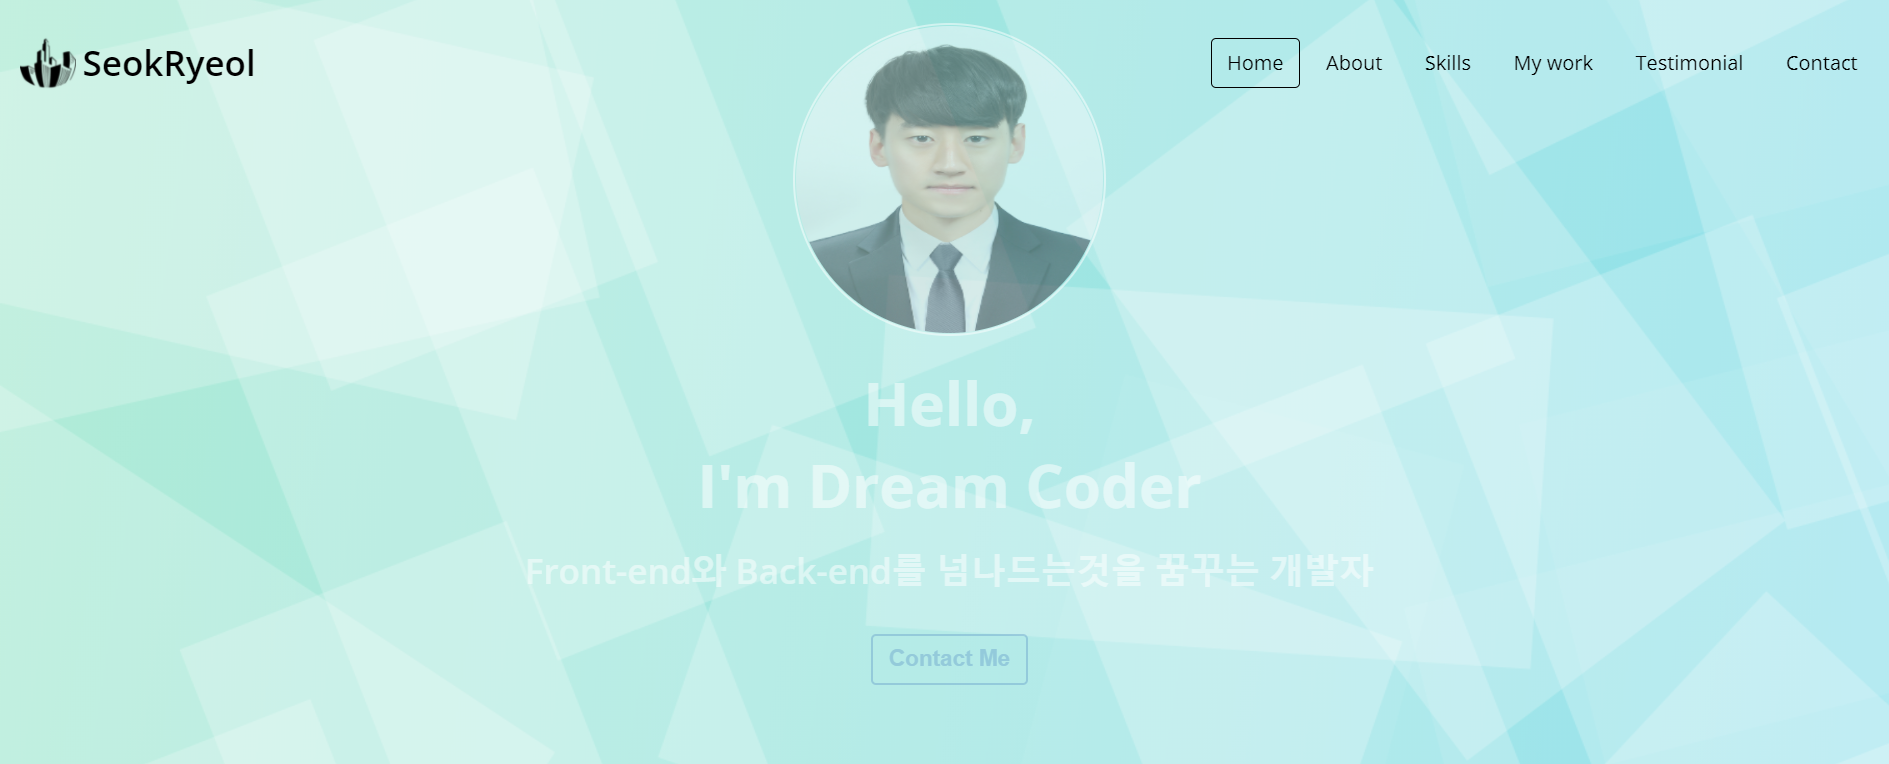 SeokRyeol
Home
About
Skills
My work
Testimonial
Contact
Hello,
I'm Dream Coder
Front-end와 Back-end를 넘나드는것을 꿈꾸는 개발자
Contact Me